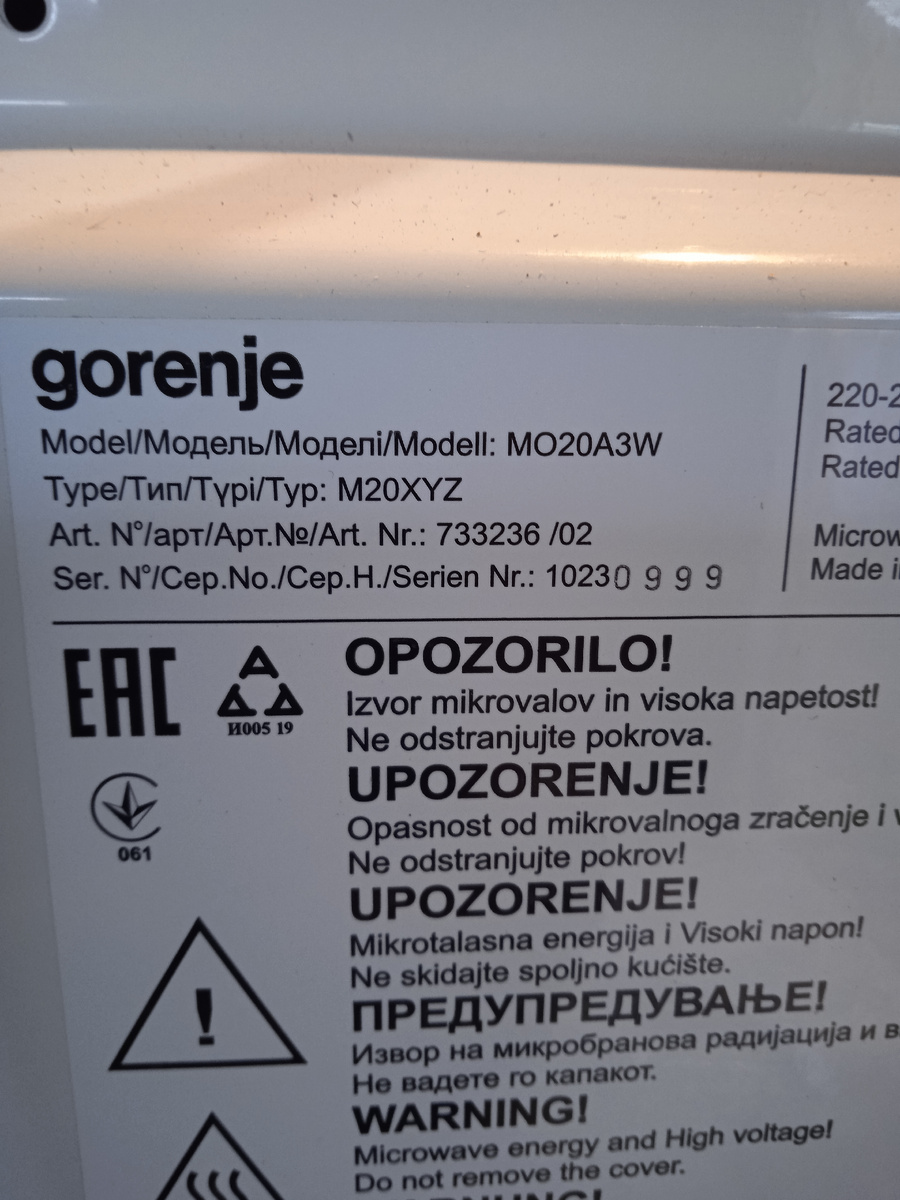 gorenje
Model/Модель/Моделі/Modell: MO20A3W
Type/Тип/Тypi/Typ: M20XYZ
Art. N°/арт/Арт.№/Art. Nr.: 733236 /02
Ser. N°/Сер.No./Сер.Н./Serien Nr.: 10230999
220-2
Rated
Rated
Microw
Made i
EAC
И005 19
061
OPOZORILO!
Izvor mikrovalov in visoka napetost!
Ne odstranjujte pokrova.
UPOZORENJE!
Opasnost od mikrovalnoga zračenje i v
Ne odstranjujte pokrov!
UPOZORENJE!
Mikrotalasna energija i Visoki napon!
Ne skidajte spoljno kućište.
ПРЕДУПРЕДУВАЊЕ!
Извор на микробранова радијација и в
Не вадете го капакот.
WARNING!
Microwave energy and High voltage!
Do not remove the cover.